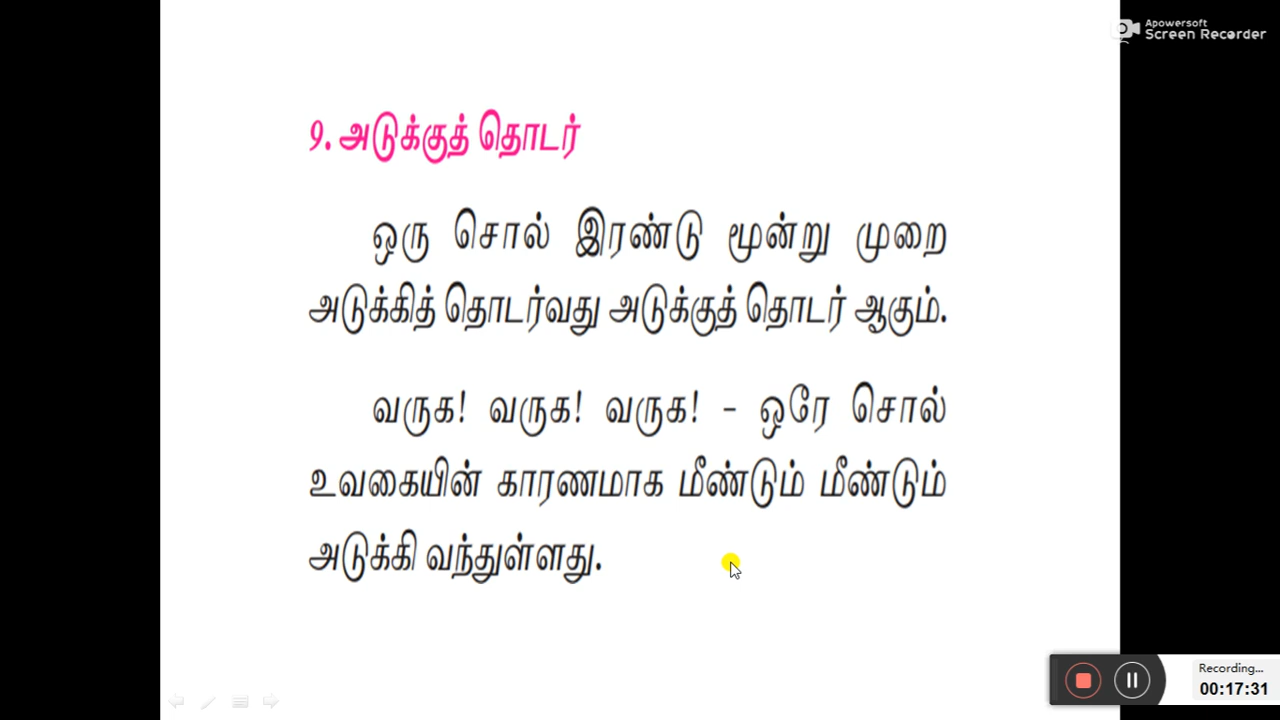 Apowersoft
Screen Recorder
9. அடுக்குத் தொடர்
ஒரு சொல் இரண்டு மூன்று முறை
அடுக்கித் தொடர்வது அடுக்குத் தொடர் ஆகும்.
வருக! வருக! வருக! - ஒரே சொல்
உவகையின் காரணமாக மீண்டும் மீண்டும்
அடுக்கி வந்துள்ளது.
Recording...
00:17:31